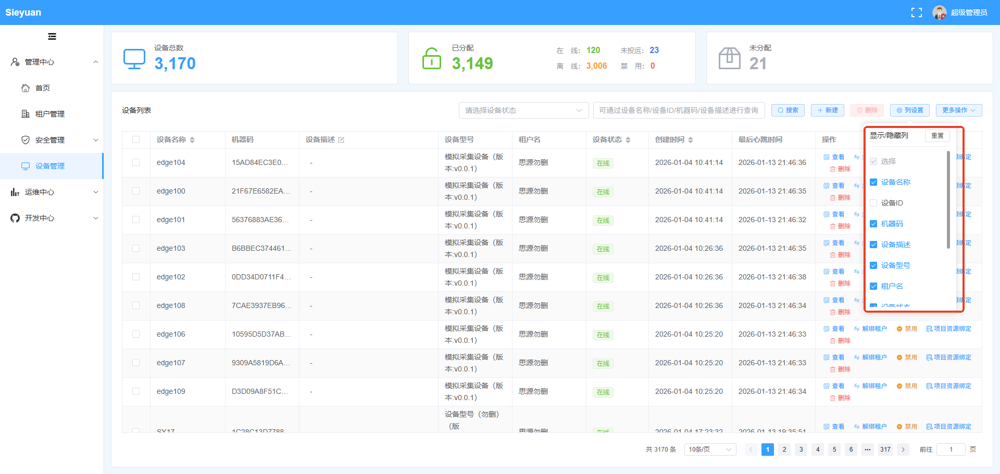 Sieyuan
超级管理员
管理中心
首页
租户管理
安全管理
设备管理
运维中心
开发中心
设备总数
3,170
已分配
3,149
在 线: 120 未投运: 23
离 线: 3,006 禁 用: 0
未分配
21
设备列表 请选择设备状态 可通过设备名称/设备ID/机器码/设备描述进行查询 搜索 新建 删除 列设置 更多操作
设备名称 机器码 设备描述 设备型号 租户名 设备状态 创建时间 最后心跳时间 操作
edge104 15AD84EC3E0... - 模拟采集设备（版本:v0.0.1） 思源勿删 在线 2026-01-04 10:41:14 2026-01-13 21:46:36 查看 删除
edge100 21F67E6582EA... - 模拟采集设备（版本:v0.0.1） 思源勿删 在线 2026-01-04 10:41:14 2026-01-13 21:46:35 查看 删除
edge101 56376883AE36... - 模拟采集设备（版本:v0.0.1） 思源勿删 在线 2026-01-04 10:41:14 2026-01-13 21:46:32 查看 删除
edge103 B6BBEC374461... - 模拟采集设备（版本:v0.0.1） 思源勿删 在线 2026-01-04 10:26:36 2026-01-13 21:46:35 查看 删除
edge102 0DD34D0711F4... - 模拟采集设备（版本:v0.0.1） 思源勿删 在线 2026-01-04 10:26:36 2026-01-13 21:46:38 查看 删除
edge108 7CAE3937EB96... - 模拟采集设备（版本:v0.0.1） 思源勿删 在线 2026-01-04 10:26:36 2026-01-13 21:46:34 查看 删除
edge106 10595D5D37AB... - 模拟采集设备（版本:v0.0.1） 思源勿删 在线 2026-01-04 10:25:20 2026-01-13 21:46:33 查看 解绑租户 禁用 项目资源绑定 删除
edge107 9309A5819D6A... - 模拟采集设备（版本:v0.0.1） 思源勿删 在线 2026-01-04 10:25:20 2026-01-13 21:46:33 查看 解绑租户 禁用 项目资源绑定 删除
edge109 D3D09A8F51C... - 模拟采集设备（版本:v0.0.1） 思源勿删 在线 2026-01-04 10:25:20 2026-01-13 21:46:34 查看 解绑租户 禁用 项目资源绑定 删除
SY17 1C28C13D7788 设备型号（勿删）（版 思源勿删 在线 2026-01-04 17:23:32 2026-01-13 19:35:51 查看 解绑租户 禁用 项目资源绑定
显示/隐藏列 重置
选择
设备名称
设备ID
机器码
设备描述
设备型号
租户名
设备状态
共 3170 条 10条/页 1 2 3 4 5 6 ••• 317 前往 1 页